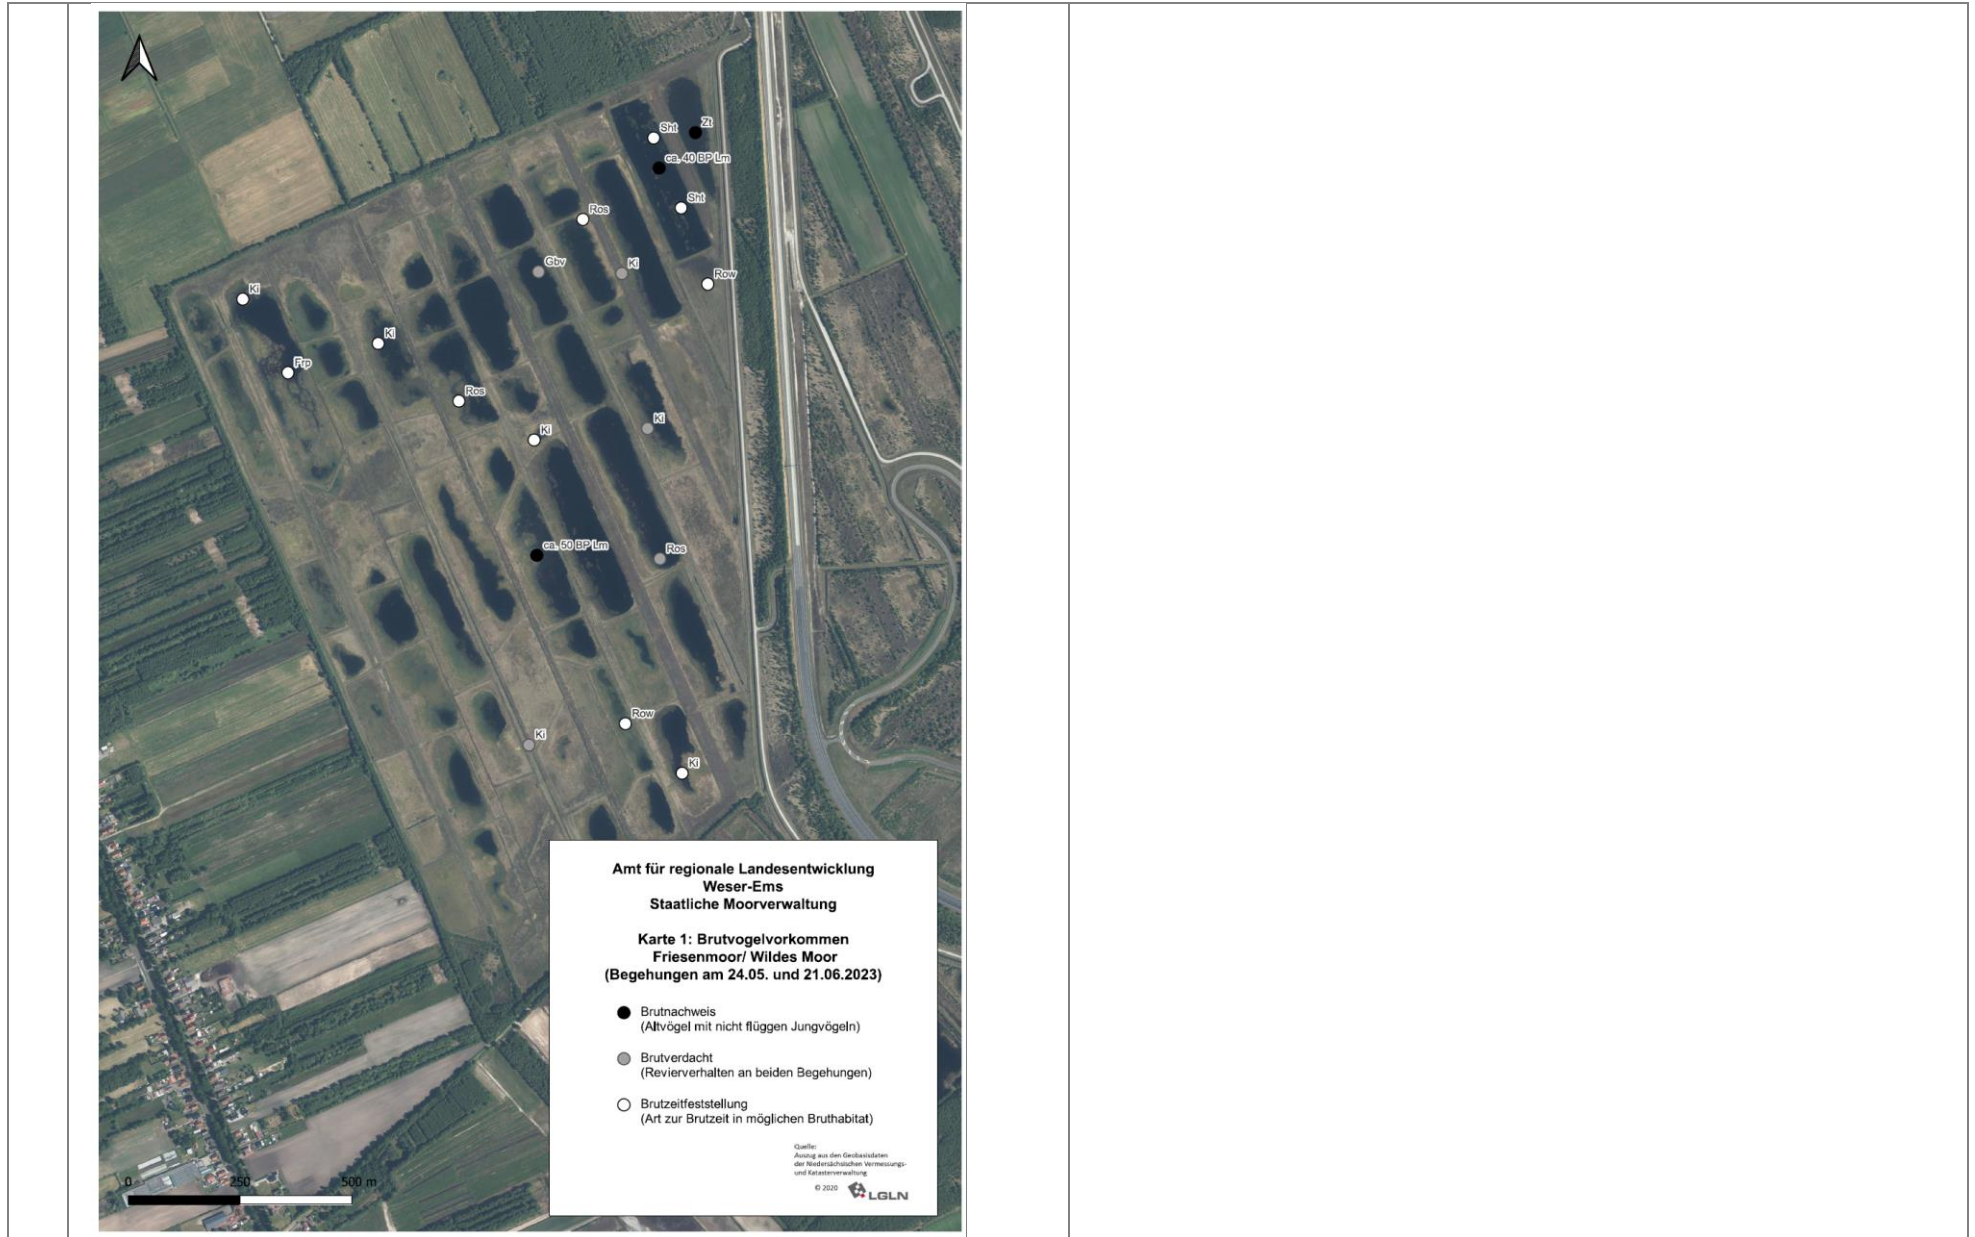 Zt
Sht
ca. 40 BP Lm
Sht
Ros
Gbv
Ki
Row
Ki
Ki
Frp
Ros
Ki
Ki
ca. 50 BP Lm
Ros
Row
Ki
Ki
Amt für regionale Landesentwicklung
Weser-Ems
Staatliche Moorverwaltung
Karte 1: Brutvogelvorkommen
Friesenmoor/ Wildes Moor
(Begehungen am 24.05. und 21.06.2023)
Brutnachweis
(Altvögel mit nicht flüggen Jungvögeln)
Brutverdacht
(Revierverhalten an beiden Begehungen)
Brutzeitfeststellung
(Art zur Brutzeit in möglichen Bruthabitat)
Quelle:
Auszug aus den Geobasisdaten
der Niedersächsischen Vermessungs-
und Katasterverwaltung
© 2020 LGLN
0 250 500 m